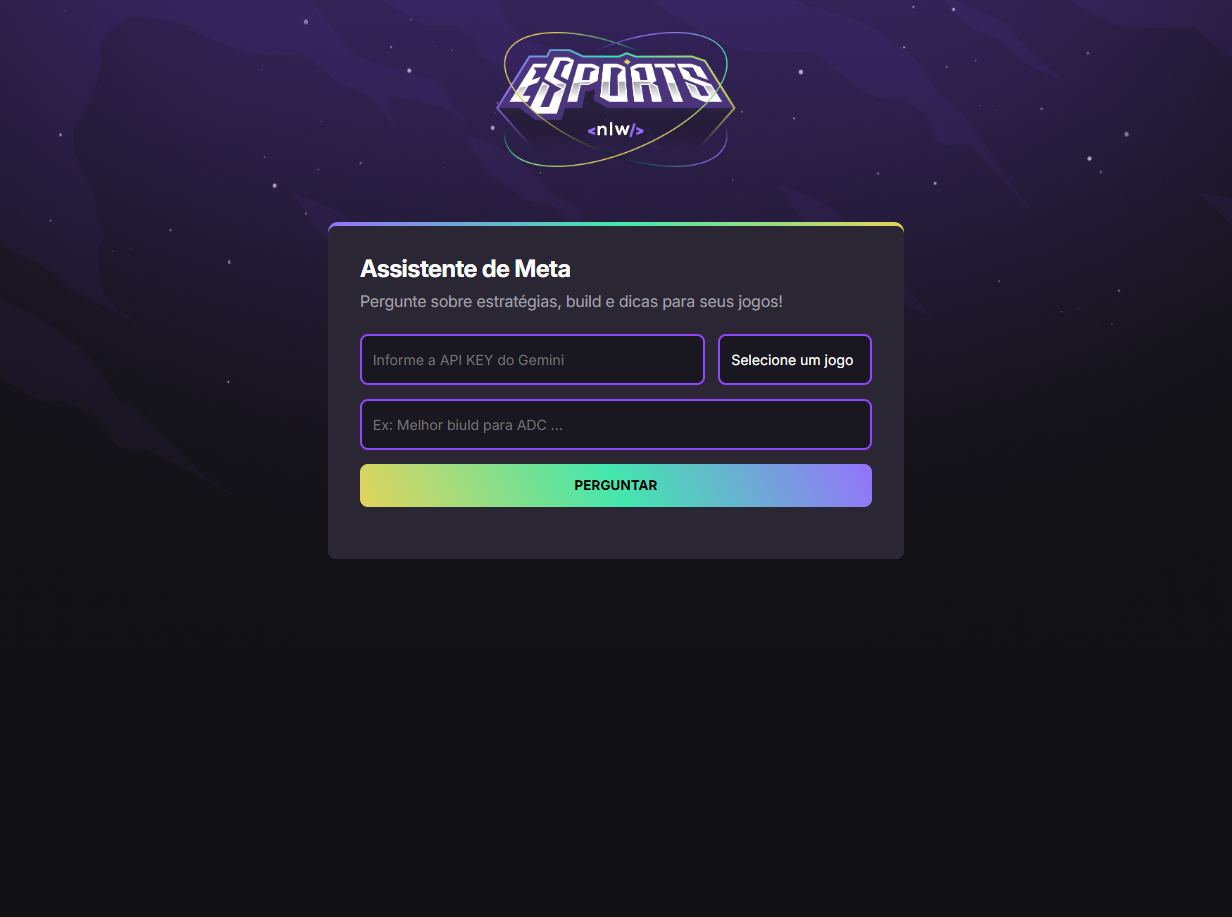 ESPORTS
<nlw/>
Assistente de Meta
Pergunte sobre estratégias, build e dicas para seus jogos!
Informe a API KEY do Gemini
Selecione um jogo
Ex: Melhor biuld para ADC ...
PERGUNTAR